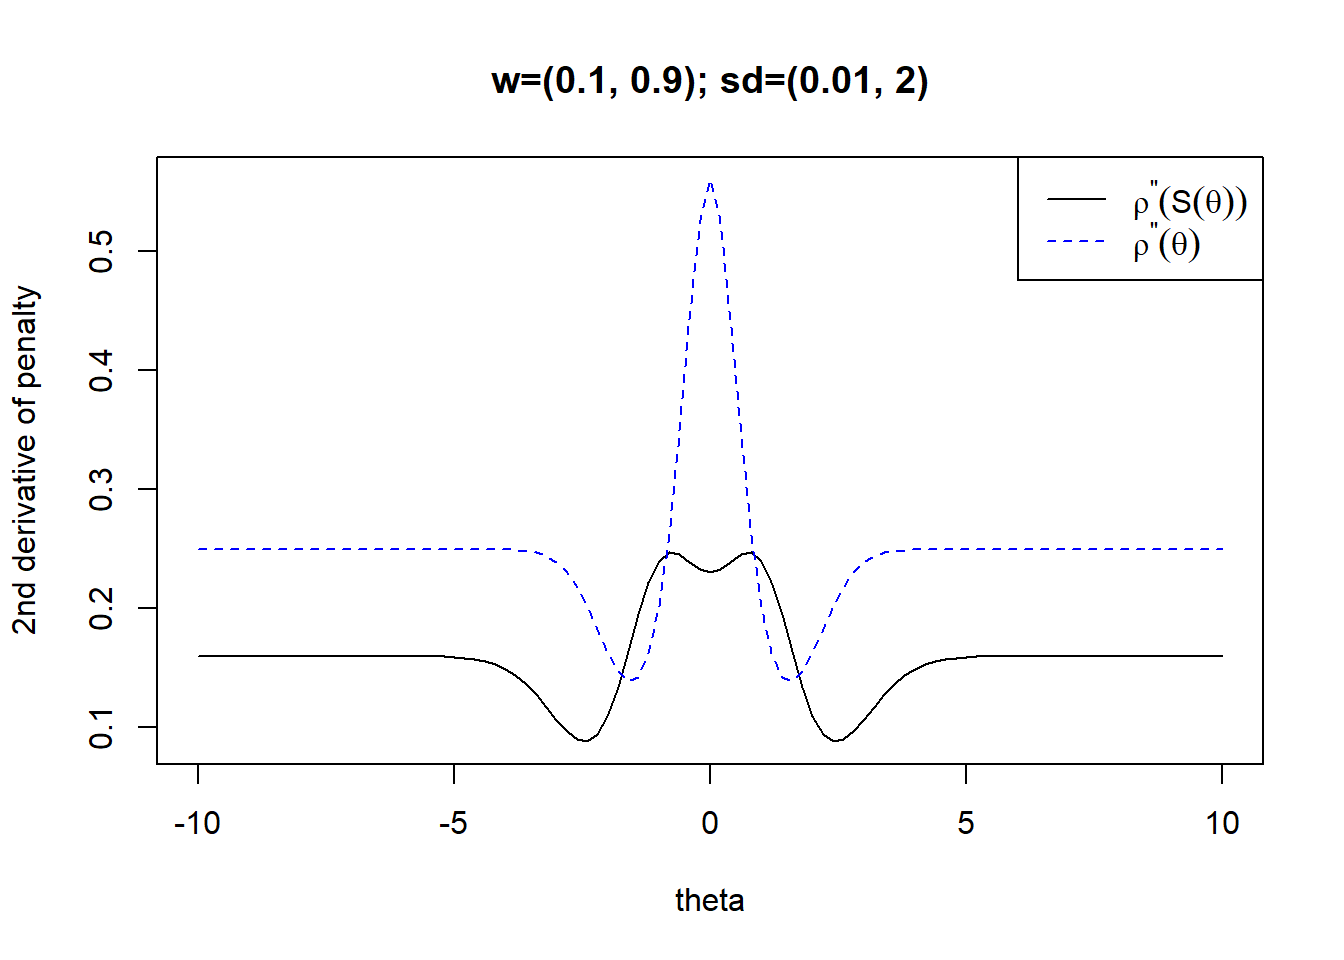 w=(0.1, 0.9); sd=(0.01, 2)
ρ"(S(θ))
ρ"(θ)
2nd derivative of penalty
0.5
0.4
0.3
0.2
0.1
-10
-5
0
5
10
theta